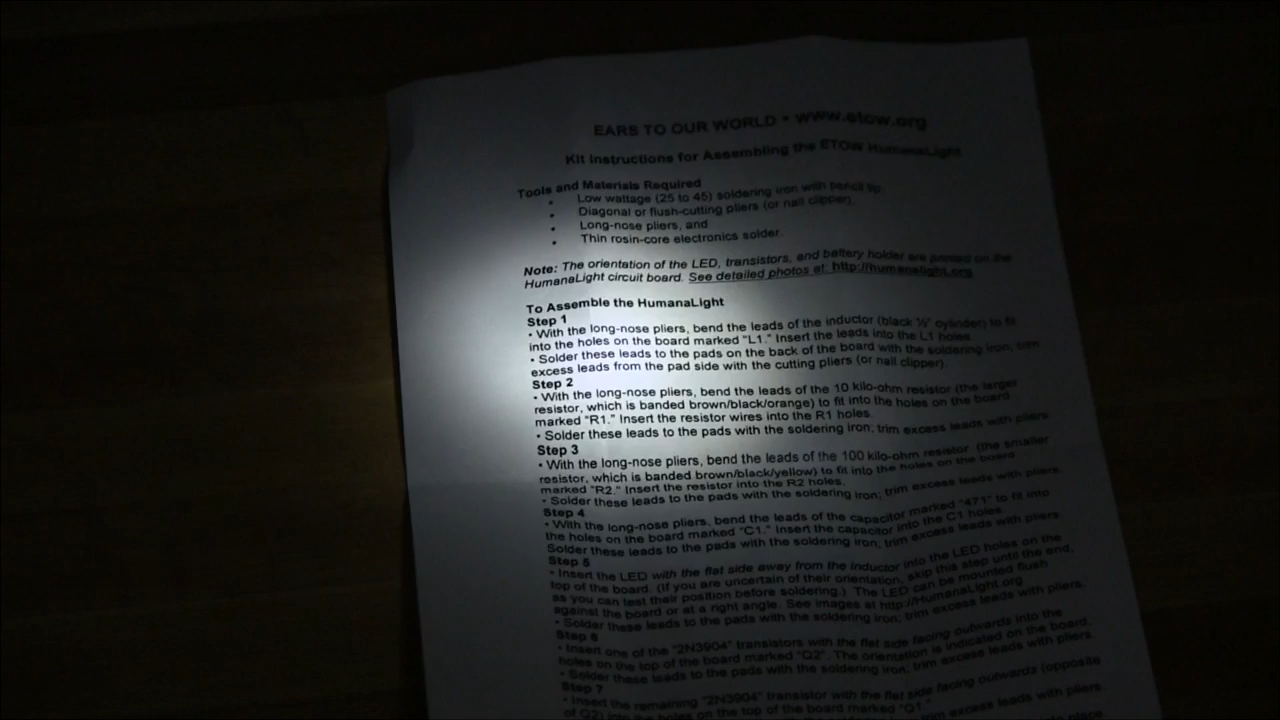 EARS TO OUR WORLD • www.etow.org
Kit Instructions for Assembling the ETOW HumanaLight
Tools and Materials Required
• Low wattage (25 to 45) soldering iron with pencil tip,
• Diagonal or flush-cutting pliers (or nail clipper),
• Long-nose pliers, and
• Thin rosin-core electronics solder.
Note: The orientation of the LED, transistors, and battery holder are printed on the
HumanaLight circuit board. See detailed photos at: http://humanalight.org
To Assemble the HumanaLight
Step 1
• With the long-nose pliers, bend the leads of the inductor (black ½" cylinder) to fit
into the holes on the board marked "L1." Insert the leads into the L1 holes.
• Solder these leads to the pads on the back of the board with the soldering iron; trim
excess leads from the pad side with the cutting pliers (or nail clipper).
Step 2
• With the long-nose pliers, bend the leads of the 10 kilo-ohm resistor (the larger
resistor, which is banded brown/black/orange) to fit into the holes on the board
marked "R1." Insert the resistor wires into the R1 holes.
• Solder these leads to the pads with the soldering iron; trim excess leads with pliers.
Step 3
• With the long-nose pliers, bend the leads of the 100 kilo-ohm resistor (the smaller
resistor, which is banded brown/black/yellow) to fit into the holes on the board
marked "R2." Insert the resistor into the R2 holes.
• Solder these leads to the pads with the soldering iron; trim excess leads with pliers
Step 4
• With the long-nose pliers, bend the leads of the capacitor marked "471" to fit into
the holes on the board marked "C1." Insert the capacitor into the C1 holes.
Solder these leads to the pads with the soldering iron; trim excess leads with pliers
Step 5
• Insert the LED with the flat side away from the inductor into the LED holes on the
top of the board. (If you are uncertain of their orientation, skip this step until the end,
as you can test their position before soldering.) The LED can be mounted flush
against the board or at a right angle. See images at http://HumanaLight.org
• Solder these leads to the pads with the soldering iron; trim excess leads with pliers.
Step 6
• Insert one of the "2N3904" transistors with the flat side facing outwards into the
holes on the top of the board marked "Q2". The orientation is indicated on the board.
• Solder these leads to the pads with the soldering iron; trim excess leads with pliers
Step 7
• Insert the remaining "2N3904" transistor with the flat side facing outwards (opposite
of Q2) into the holes on the top of the board marked "Q1."
soldering iron; trim excess leads with pliers